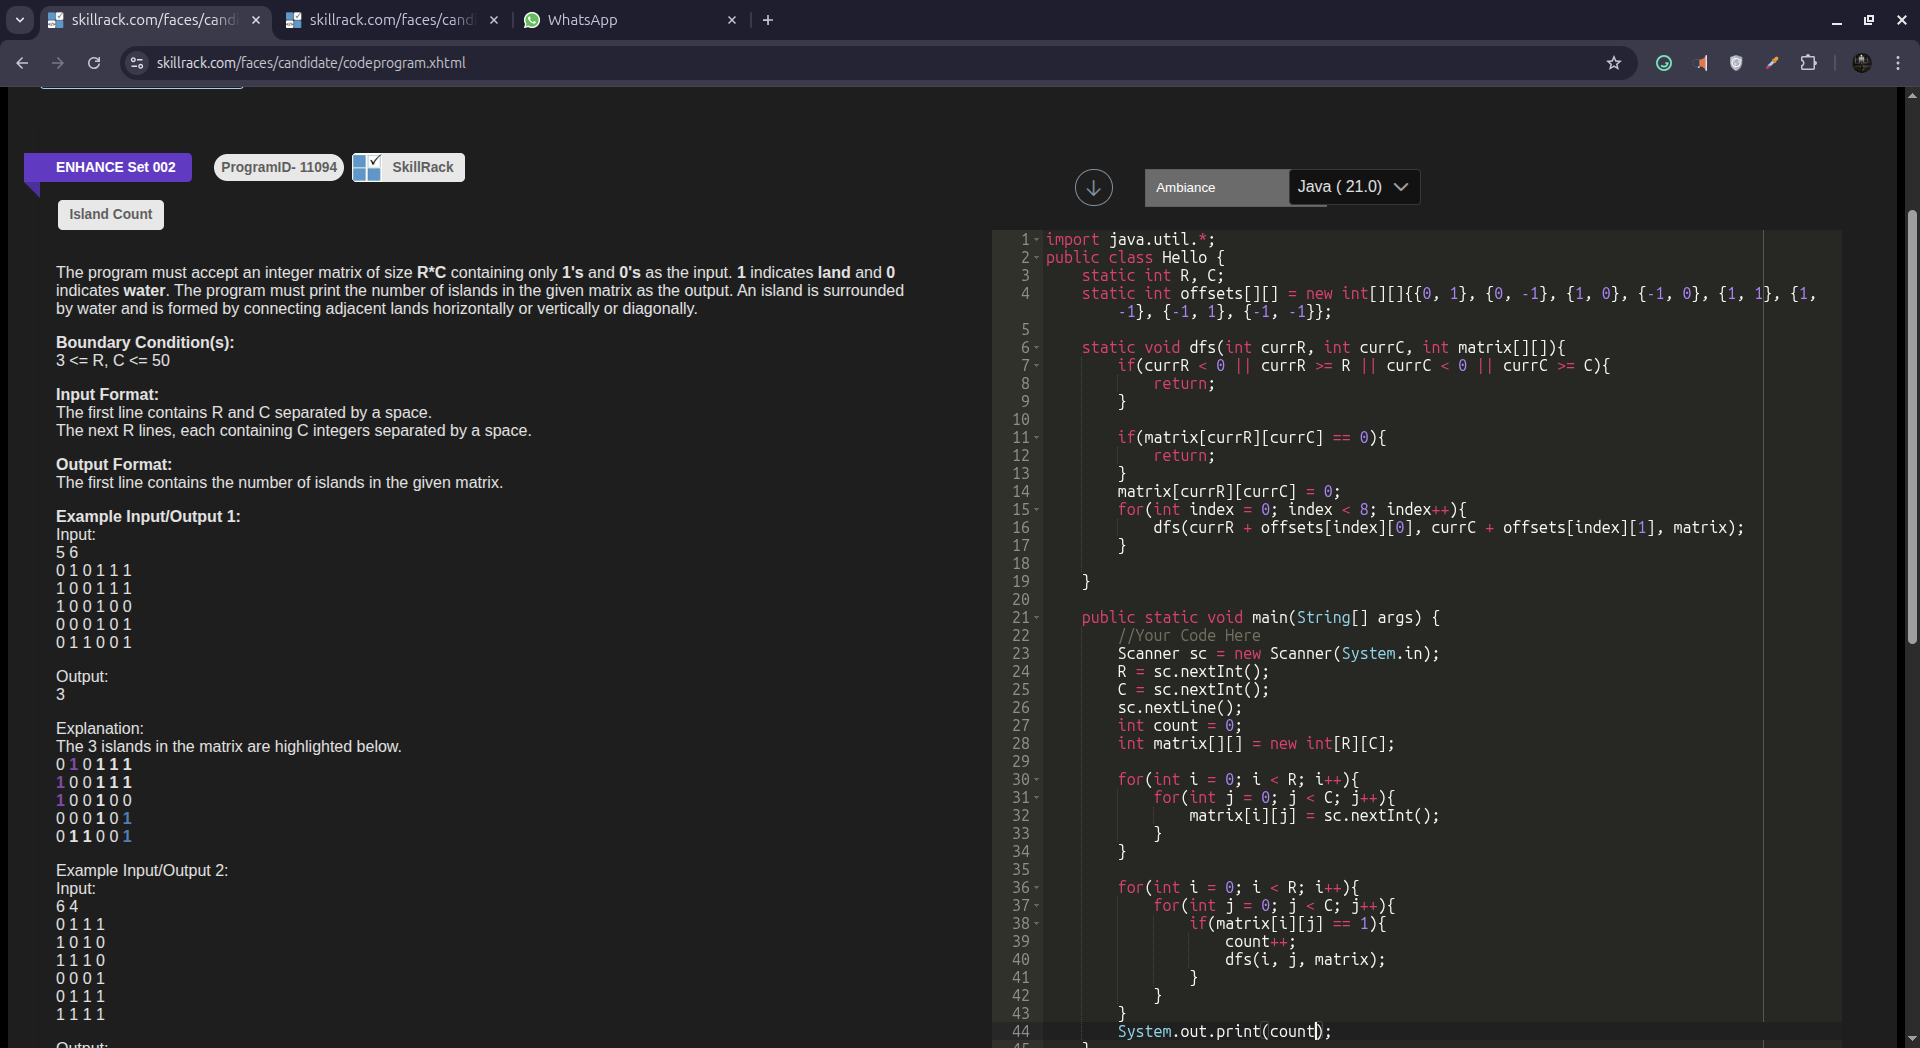 skillrack.com/faces/cand
skillrack.com/faces/cand
WhatsApp
skillrack.com/faces/candidate/codeprogram.xhtml
ENHANCE Set 002
ProgramID- 11094
SkillRack
Island Count
The program must accept an integer matrix of size R*C containing only 1's and 0's as the input. 1 indicates land and 0
indicates water. The program must print the number of islands in the given matrix as the output. An island is surrounded
by water and is formed by connecting adjacent lands horizontally or vertically or diagonally.
Boundary Condition(s):
3 <= R, C <= 50
Input Format:
The first line contains R and C separated by a space.
The next R lines, each containing C integers separated by a space.
Output Format:
The first line contains the number of islands in the given matrix.
Example Input/Output 1:
Input:
5 6
0 1 0 1 1 1
1 0 0 1 1 1
1 0 0 1 0 0
0 0 0 1 0 1
0 1 1 0 0 1
Output:
3
Explanation:
The 3 islands in the matrix are highlighted below.
0 1 0 1 1 1
1 0 0 1 1 1
1 0 0 1 0 0
0 0 0 1 0 1
0 1 1 0 0 1
Example Input/Output 2:
Input:
6 4
0 1 1 1
1 0 1 0
1 1 1 0
0 0 0 1
0 1 1 1
1 1 1 1
Output:
Ambiance
Java ( 21.0)
1 import java.util.*;
2 public class Hello {
3 static int R, C;
4 static int offsets[][] = new int[][]{{0, 1}, {0, -1}, {1, 0}, {-1, 0}, {1, 1}, {1,
-1}, {-1, 1}, {-1, -1}};
5
6 static void dfs(int currR, int currC, int matrix[][]){
7 if(currR < 0 || currR >= R || currC < 0 || currC >= C){
8 return;
9 }
10
11 if(matrix[currR][currC] == 0){
12 return;
13 }
14 matrix[currR][currC] = 0;
15 for(int index = 0; index < 8; index++){
16 dfs(currR + offsets[index][0], currC + offsets[index][1], matrix);
17 }
18
19 }
20
21 public static void main(String[] args) {
22 //Your Code Here
23 Scanner sc = new Scanner(System.in);
24 R = sc.nextInt();
25 C = sc.nextInt();
26 sc.nextLine();
27 int count = 0;
28 int matrix[][] = new int[R][C];
29
30 for(int i = 0; i < R; i++){
31 for(int j = 0; j < C; j++){
32 matrix[i][j] = sc.nextInt();
33 }
34 }
35
36 for(int i = 0; i < R; i++){
37 for(int j = 0; j < C; j++){
38 if(matrix[i][j] == 1){
39 count++;
40 dfs(i, j, matrix);
41 }
42 }
43 }
44 System.out.print(count);
45 }